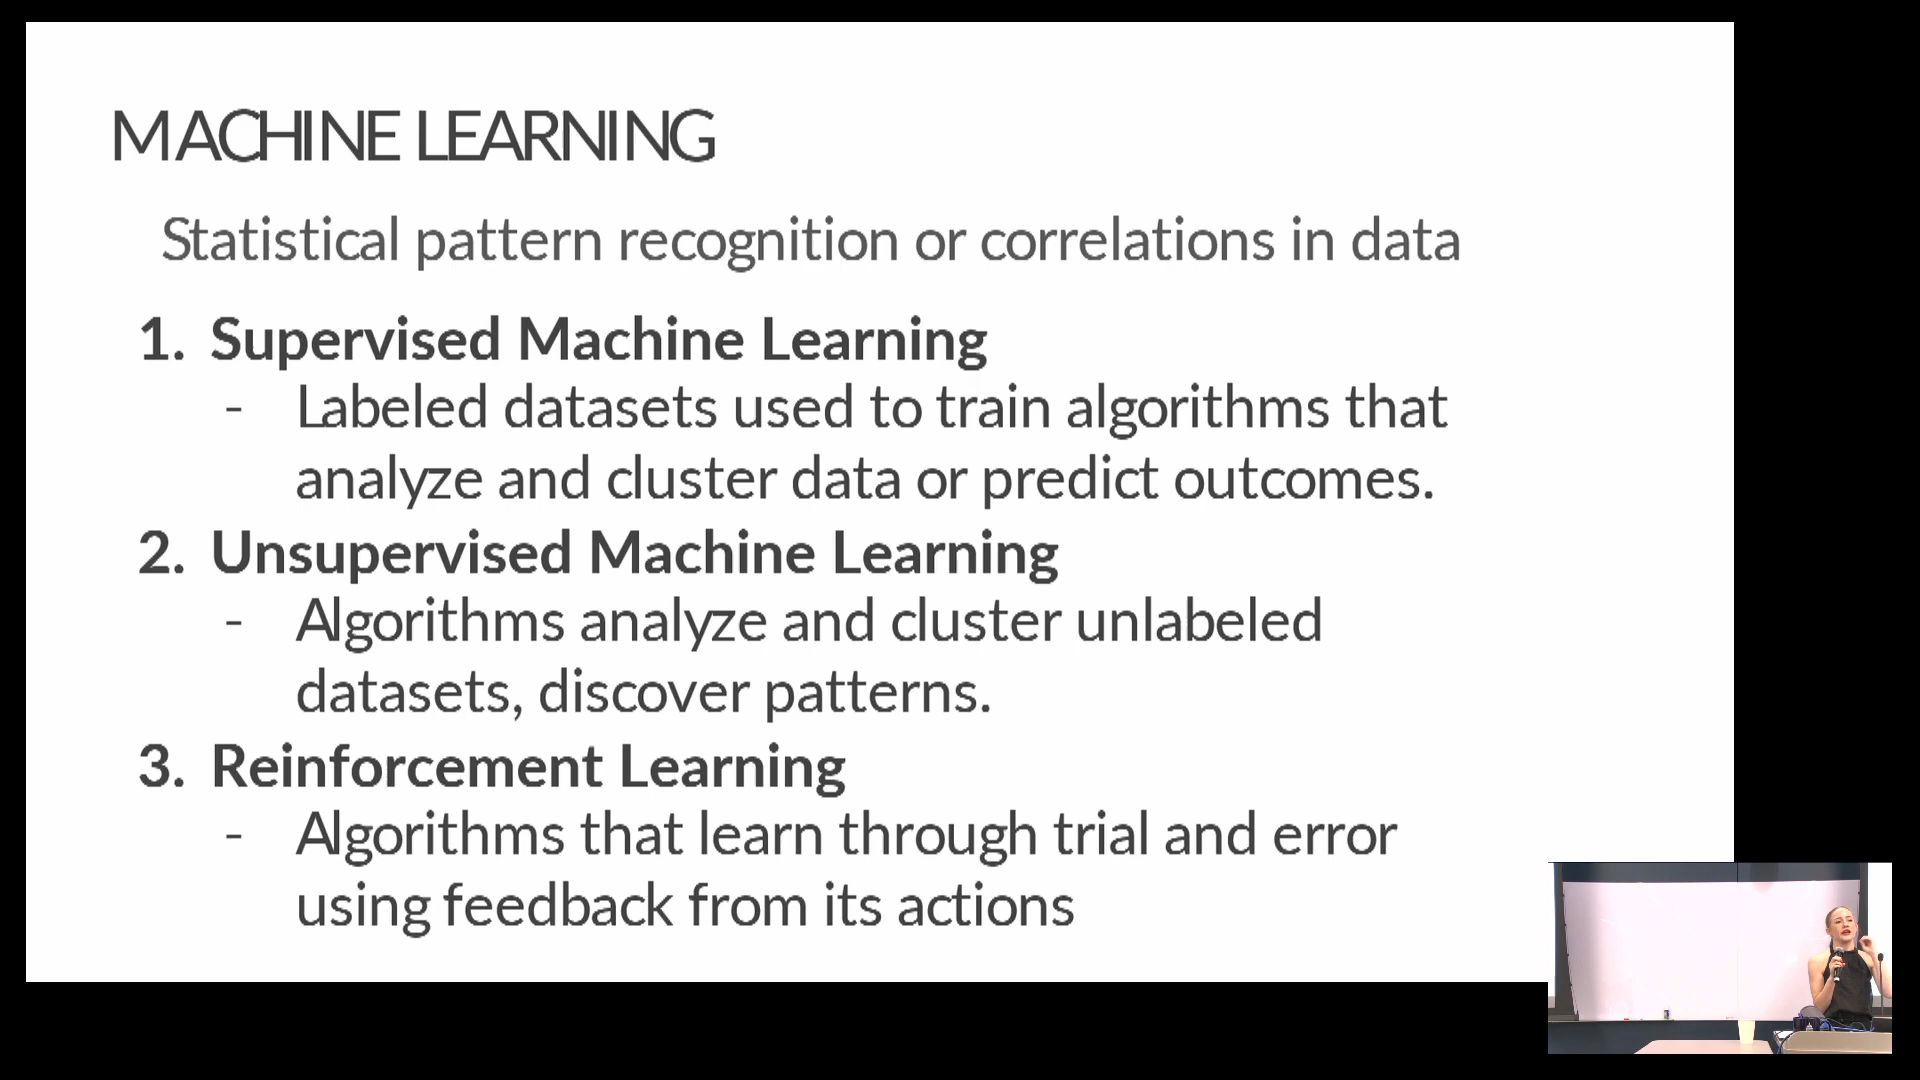 MACHINE LEARNING
Statistical pattern recognition or correlations in data
1. Supervised Machine Learning
- Labeled datasets used to train algorithms that
analyze and cluster data or predict outcomes.
2. Unsupervised Machine Learning
- Algorithms analyze and cluster unlabeled
datasets, discover patterns.
3. Reinforcement Learning
- Algorithms that learn through trial and error
using feedback from its actions